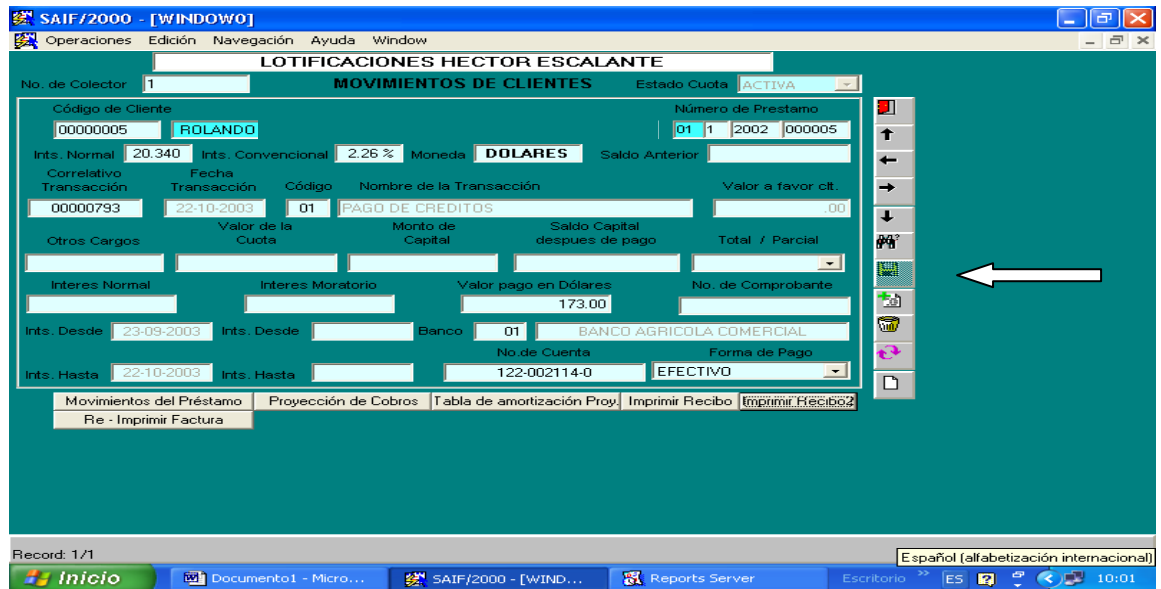 SAIF/2000 - [WINDOW0]
Operaciones Edición Navegación Ayuda Window
LOTIFICACIONES HECTOR ESCALANTE
No. de Colector 1 MOVIMIENTOS DE CLIENTES Estado Cuota ACTIVA
Código de Cliente Número de Prestamo
00000005 ROLANDO 01 1 2002 000005
Ints. Normal 20.340 Ints. Convencional 2.26 % Moneda DOLARES Saldo Anterior
Correlativo Transacción Fecha Transacción Código Nombre de la Transacción Valor a favor clt.
00000793 22-10-2003 01 PAGO DE CREDITOS .00
Otros Cargos Valor de la Cuota Monto de Capital Saldo Capital despues de pago Total / Parcial
Interes Normal Interes Moratorio Valor pago en Dólares No. de Comprobante
173.00
Ints. Desde 23-09-2003 Ints. Desde Banco 01 BANCO AGRICOLA COMERCIAL
No.de Cuenta Forma de Pago
Ints. Hasta 22-10-2003 Ints. Hasta 122-002114-0 EFECTIVO
Movimientos del Préstamo Proyección de Cobros Tabla de amortización Proy. Imprimir Recibo Imprimir Recibo2
Re - Imprimir Factura
Record: 1/1
Español (alfabetización internacional)
Inicio Documento1 - Micro... SAIF/2000 - [WIND... Reports Server Escritorio » ES 10:01